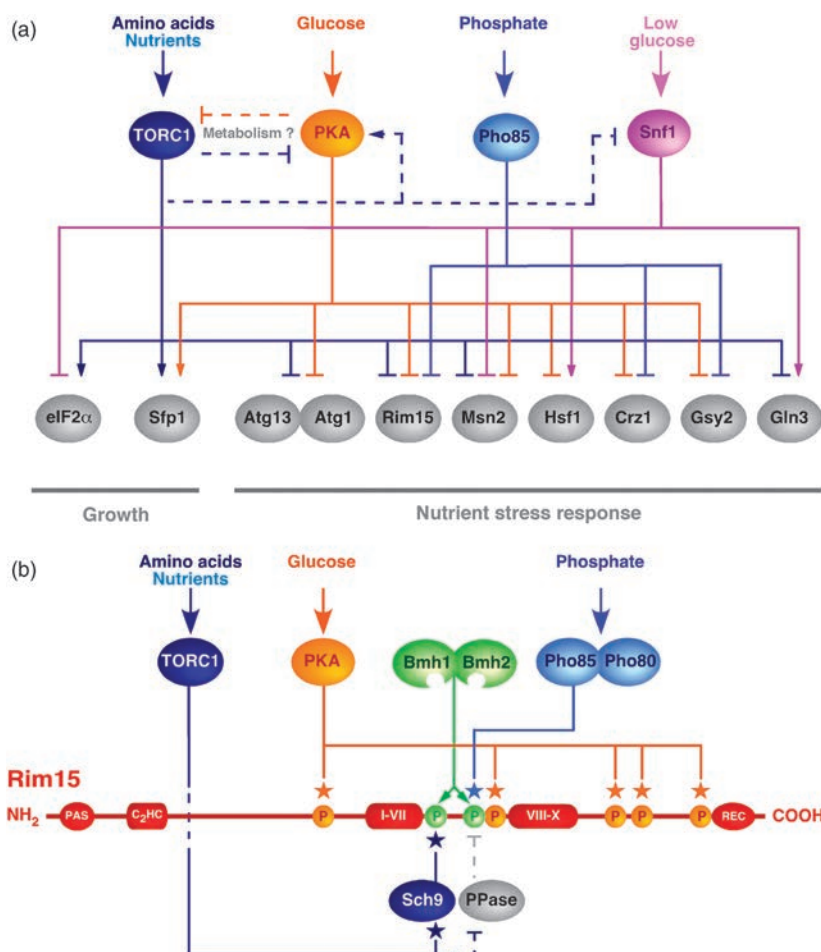 (a)
Amino acids
Nutrients
Glucose
Phosphate
Low
glucose
TORC1
Metabolism ?
PKA
Pho85
Snf1
eIF2α
Sfp1
Atg13
Atg1
Rim15
Msn2
Hsf1
Crz1
Gsy2
Gln3
Growth
Nutrient stress response
(b)
Amino acids
Nutrients
Glucose
Phosphate
TORC1
PKA
Bmh1
Bmh2
Pho85
Pho80
Rim15
NH₂
PAS
C₂HC
P
I-VII
P
P
P
VIII-X
P
P
P
REC
COOH
Sch9
PPase